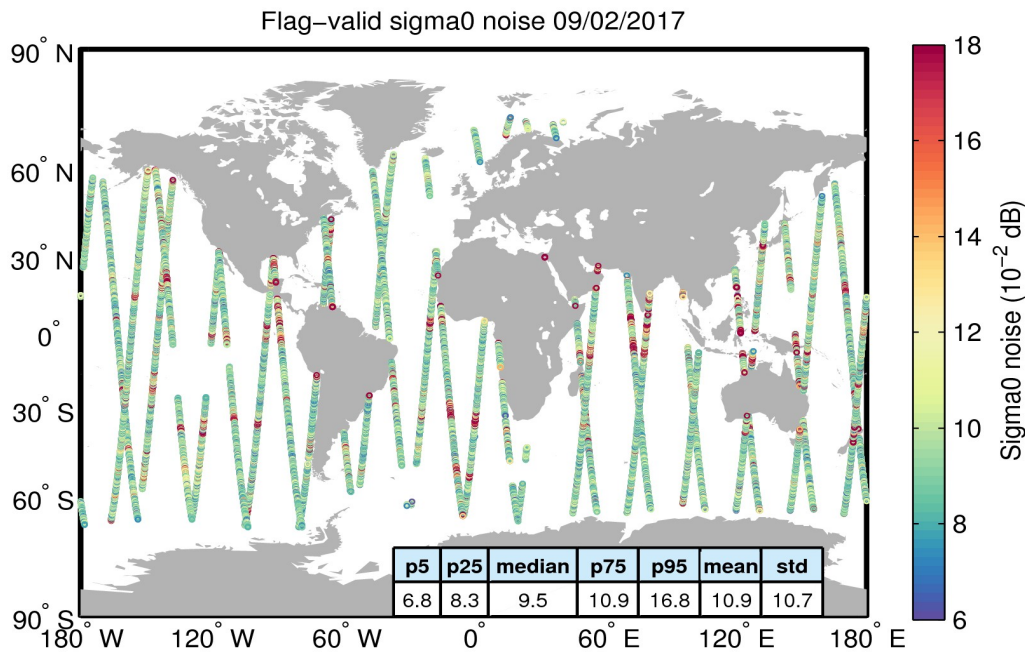 Flag−valid sigma0 noise 09/02/2017
90° N
60° N
30° N
0°
30° S
60° S
90° S
180° W 120° W 60° W 0° 60° E 120° E 180° E
p5 p25 median p75 p95 mean std
6.8 8.3 9.5 10.9 16.8 10.9 10.7
18
16
14
12
10
8
6
Sigma0 noise (10⁻² dB)